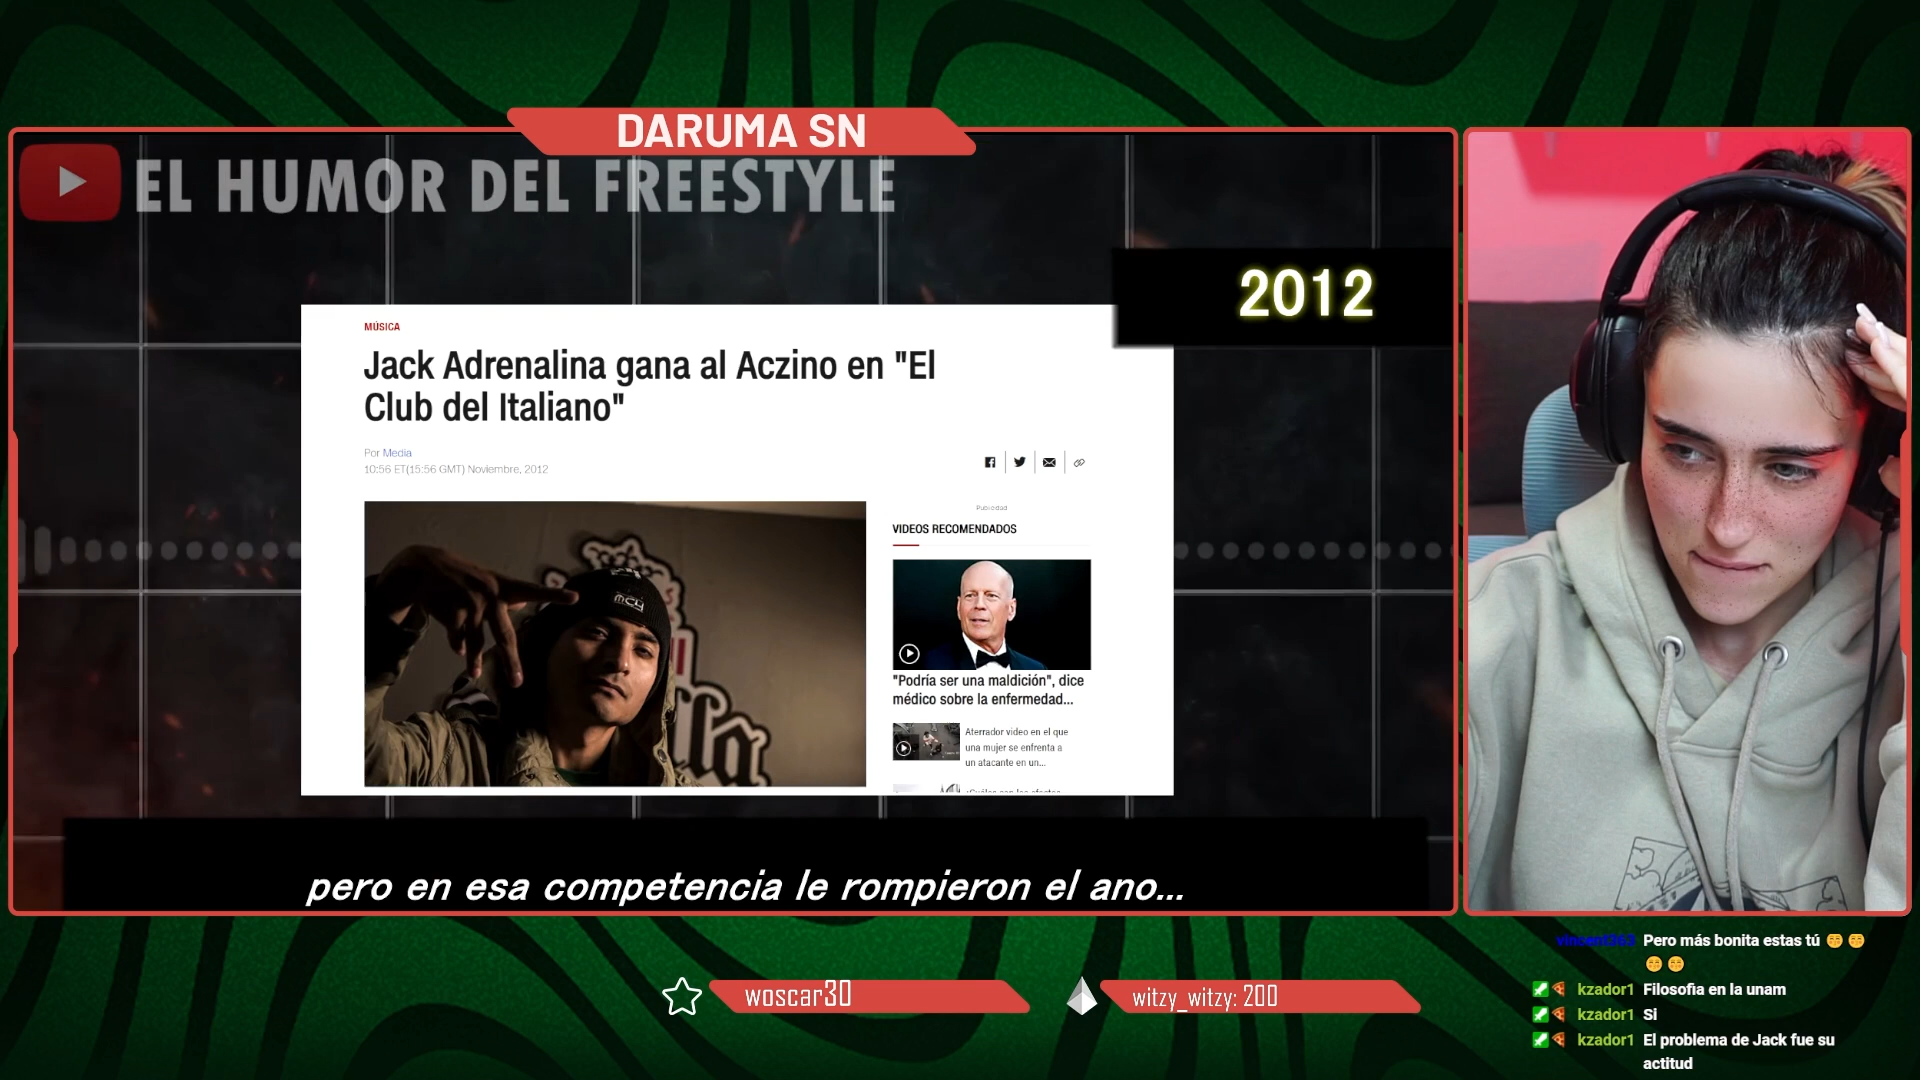 DARUMA SN
EL HUMOR DEL FREESTYLE
2012
MÚSICA
Jack Adrenalina gana al Aczino en "El
Club del Italiano"
Por Media
10:56 ET(15:56 GMT) Noviembre, 2012
Publicidad
VIDEOS RECOMENDADOS
"Podría ser una maldición", dice
médico sobre la enfermedad...
Aterrador video en el que
una mujer se enfrenta a
un atacante en un...
pero en esa competencia le rompieron el ano...
woscar30
witzy_witzy: 200
vincent363 Pero más bonita estas tú
kzador1 Filosofia en la unam
kzador1 Si
kzador1 El problema de Jack fue su
actitud